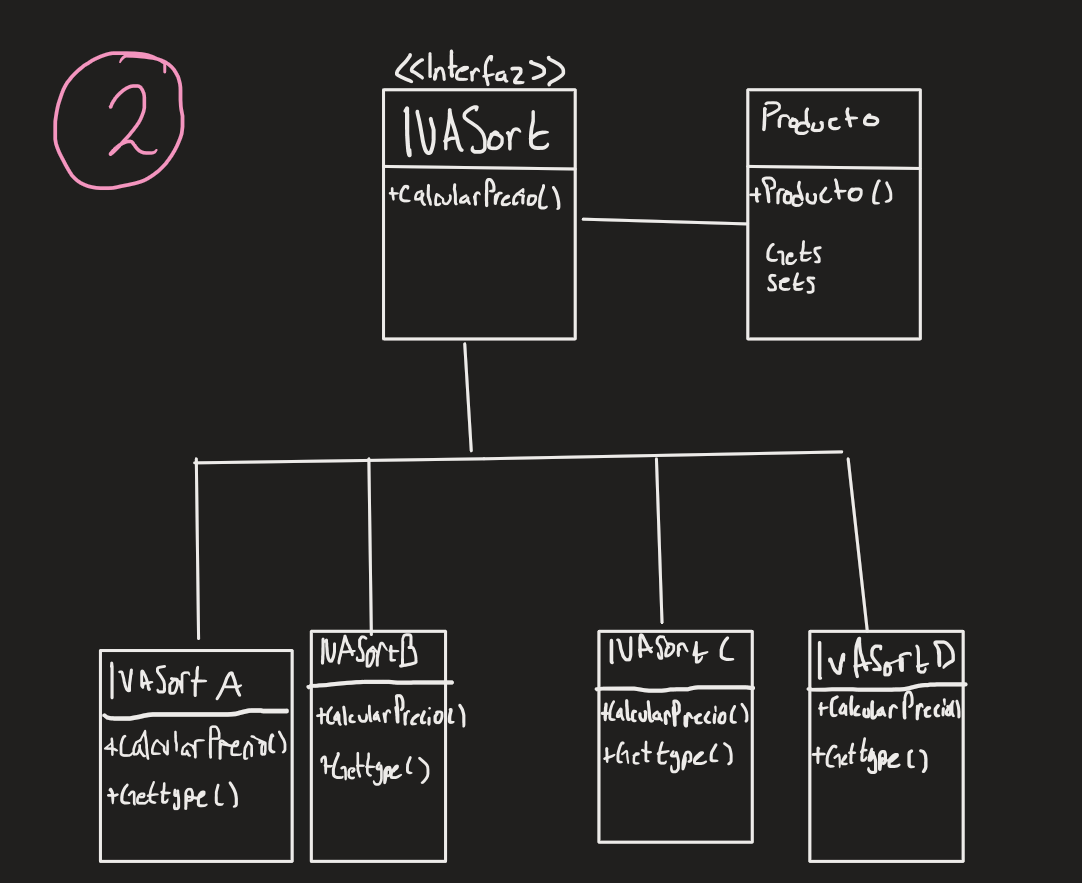 2
<<Interfaz>>
IVASort
+CalcularPrecio()
Producto
+Producto()
Gets
sets
IVASort A
+CalcularPrecio()
+Gettype()
IVASortB
+CalcularPrecio()
+Gettype()
IVASort C
+CalcularPrecio()
+Gettype()
IVASort D
+CalcularPrecio()
+Gettype()